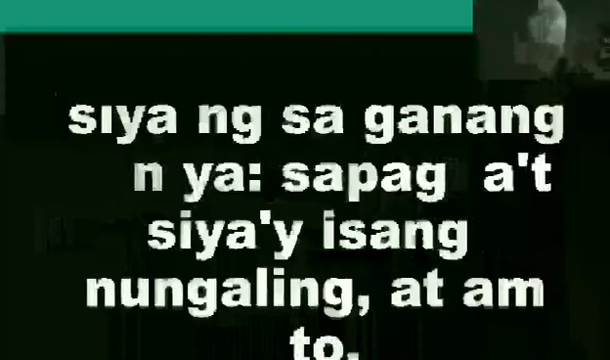 siya ng sa ganang
n ya: sapag a't
siya'y isang
nungaling, at am
to.